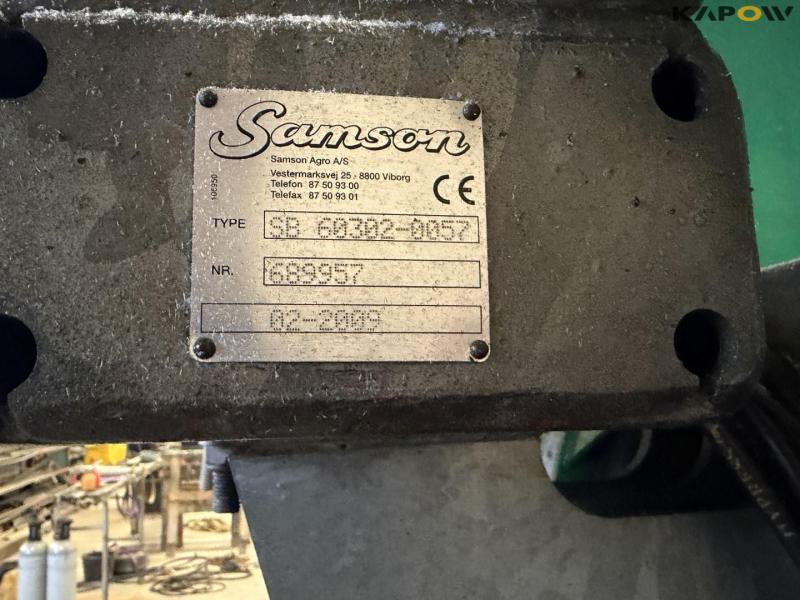 KAPOW
Samson
Samson Agro A/S
Vestermarksvej 25 - 8800 Viborg
Telefon 87 50 93 00
Telefax 87 50 93 01
CE
106950
TYPE SB 60302-0057
NR. 689957
02-2009